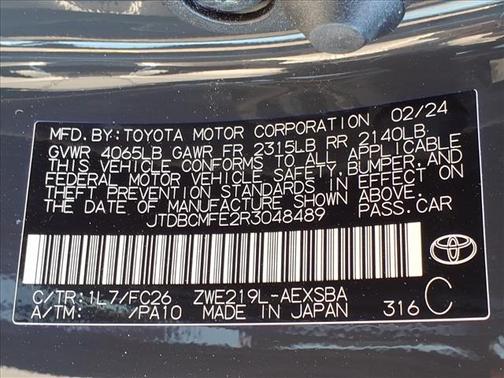 MFD.BY:TOYOTA MOTOR CORPORATION 02/24
GVWR 4065LB GAWR FR 2315LB RR 2140LB
THIS VEHICLE CONFORMS TO ALL APPLICABLE
FEDERAL MOTOR VEHICLE SAFETY, BUMPER, AND
THEFT PREVENTION STANDARDS IN EFFECT ON
THE DATE OF MANUFACTURE SHOWN ABOVE.
JTDBCMFE2R3048489 PASS.CAR
C/TR:1L7/FC26 ZWE219L-AEXSBA
A/TM: /PA10 MADE IN JAPAN 316 C
TOYOTA